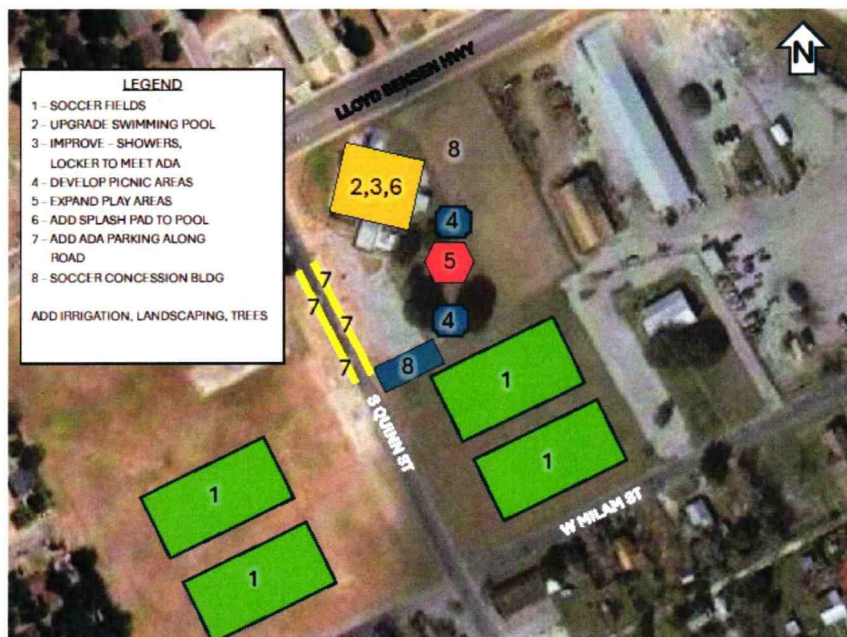 LLOYD BENSEN HWY
N
LEGEND
1 - SOCCER FIELDS
2 - UPGRADE SWIMMING POOL
3 - IMPROVE - SHOWERS,
LOCKER TO MEET ADA
4 - DEVELOP PICNIC AREAS
5 - EXPAND PLAY AREAS
6 - ADD SPLASH PAD TO POOL
7 - ADD ADA PARKING ALONG
ROAD
8 - SOCCER CONCESSION BLDG
ADD IRRIGATION, LANDSCAPING, TREES
8
2,3,6
4
5
7
7
7
7
4
8
1
1
S QUINN ST
W MILAM ST
1
1